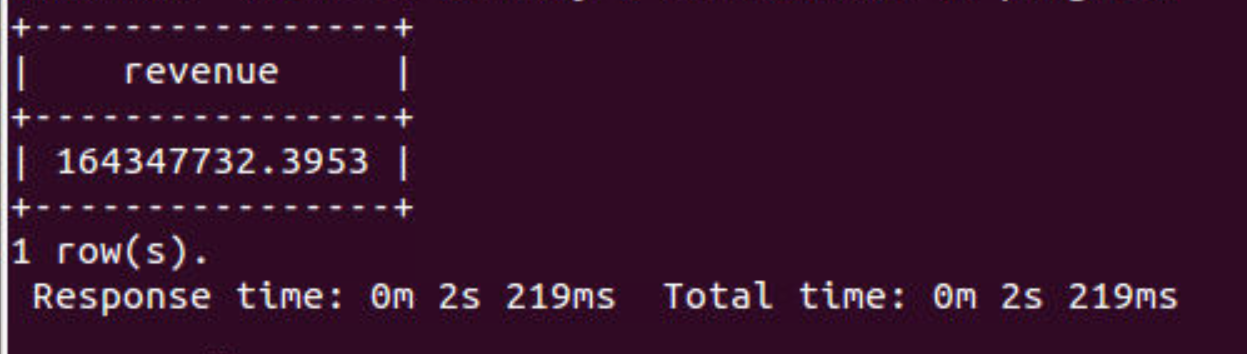 +----------------+
|    revenue     |
+----------------+
| 164347732.3953 |
+----------------+
1 row(s).
 Response time: 0m 2s 219ms  Total time: 0m 2s 219ms